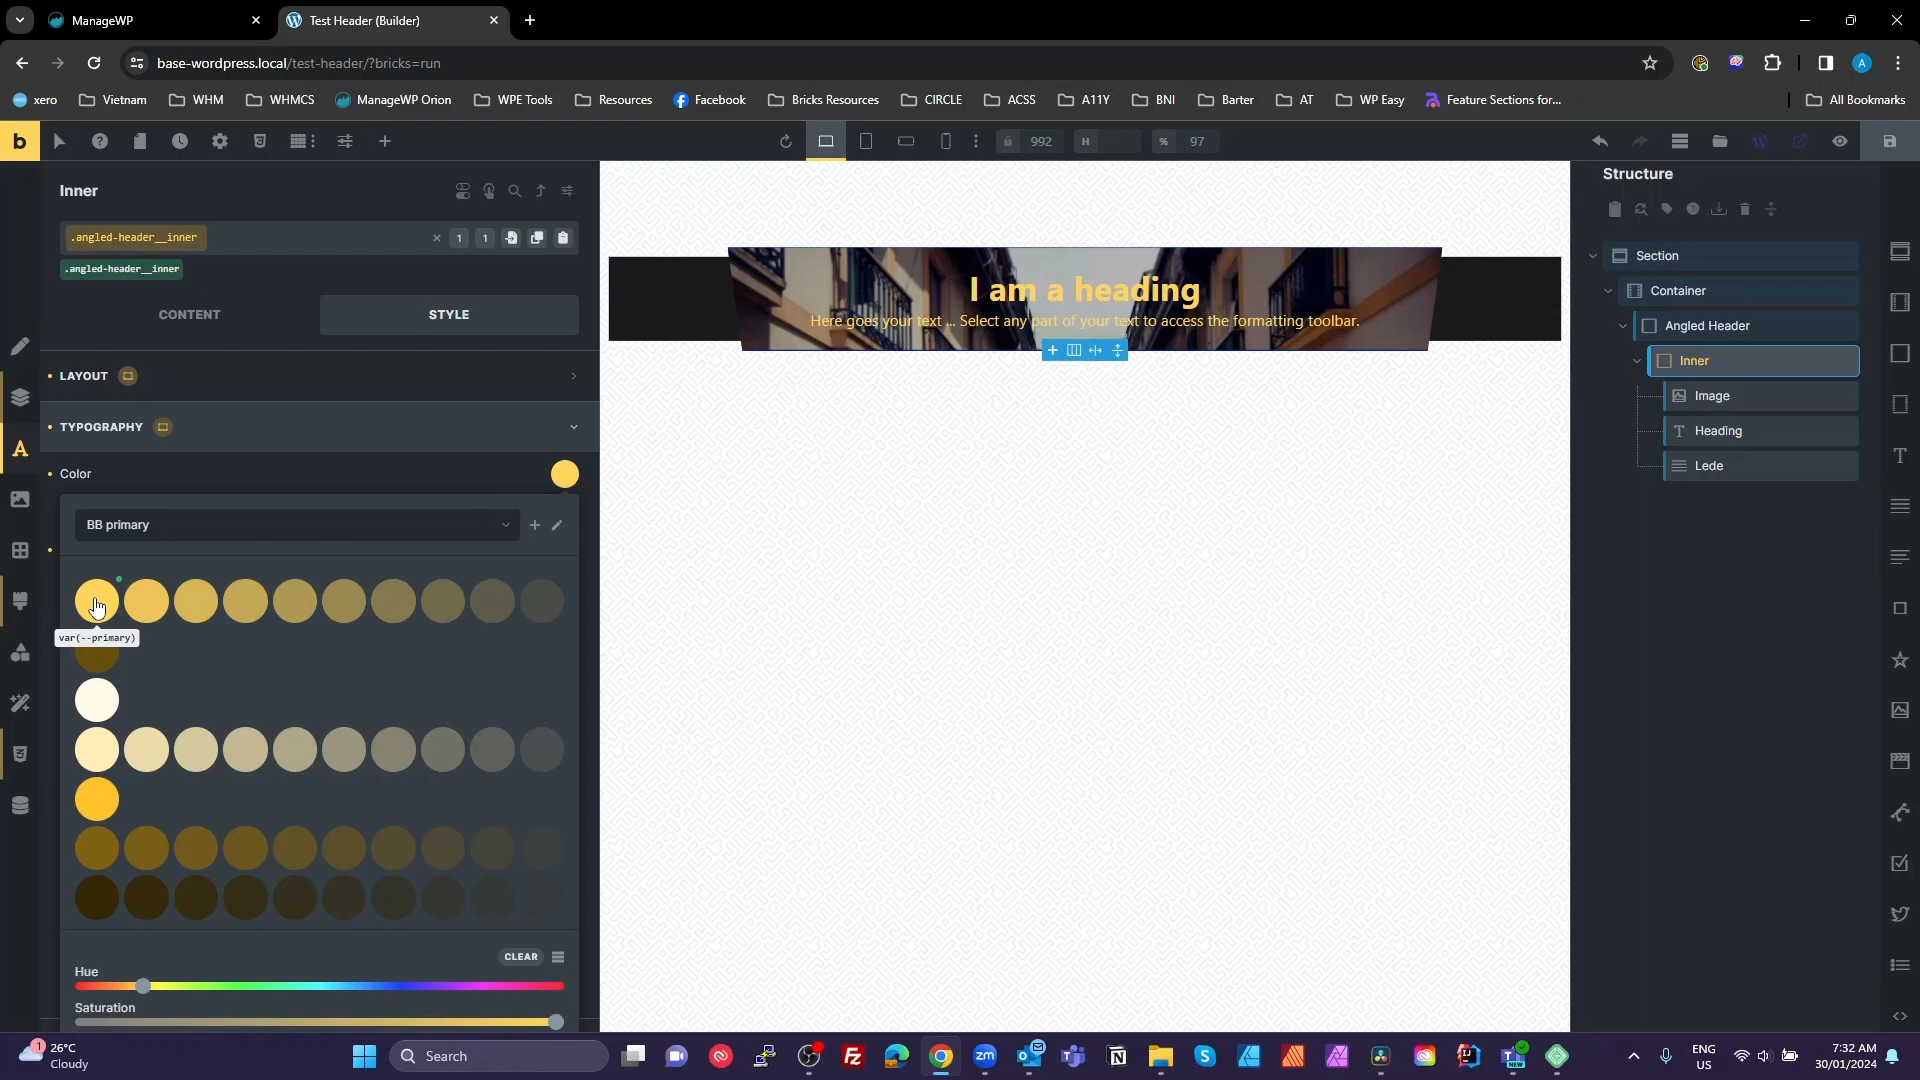 ManageWP
Test Header (Builder)
base-wordpress.local/test-header/?bricks=run
A
xero
Vietnam
WHM
WHMCS
ManageWP Orion
WPE Tools
Resources
Facebook
Bricks Resources
CIRCLE
ACSS
A11Y
BNI
Barter
AT
WP Easy
Feature Sections for...
All Bookmarks
b
992
H
% 97
Inner
.angled-header__inner
1
1
.angled-header__inner
CONTENT
STYLE
LAYOUT
TYPOGRAPHY
Color
BB primary
var(--primary)
CLEAR
Hue
Saturation
I am a heading
Here goes your text ... Select any part of your text to access the formatting toolbar.
Structure
Section
Container
Angled Header
Inner
Image
Heading
Lede
1
26°C
Cloudy
Search
ENG
US
7:32 AM
30/01/2024